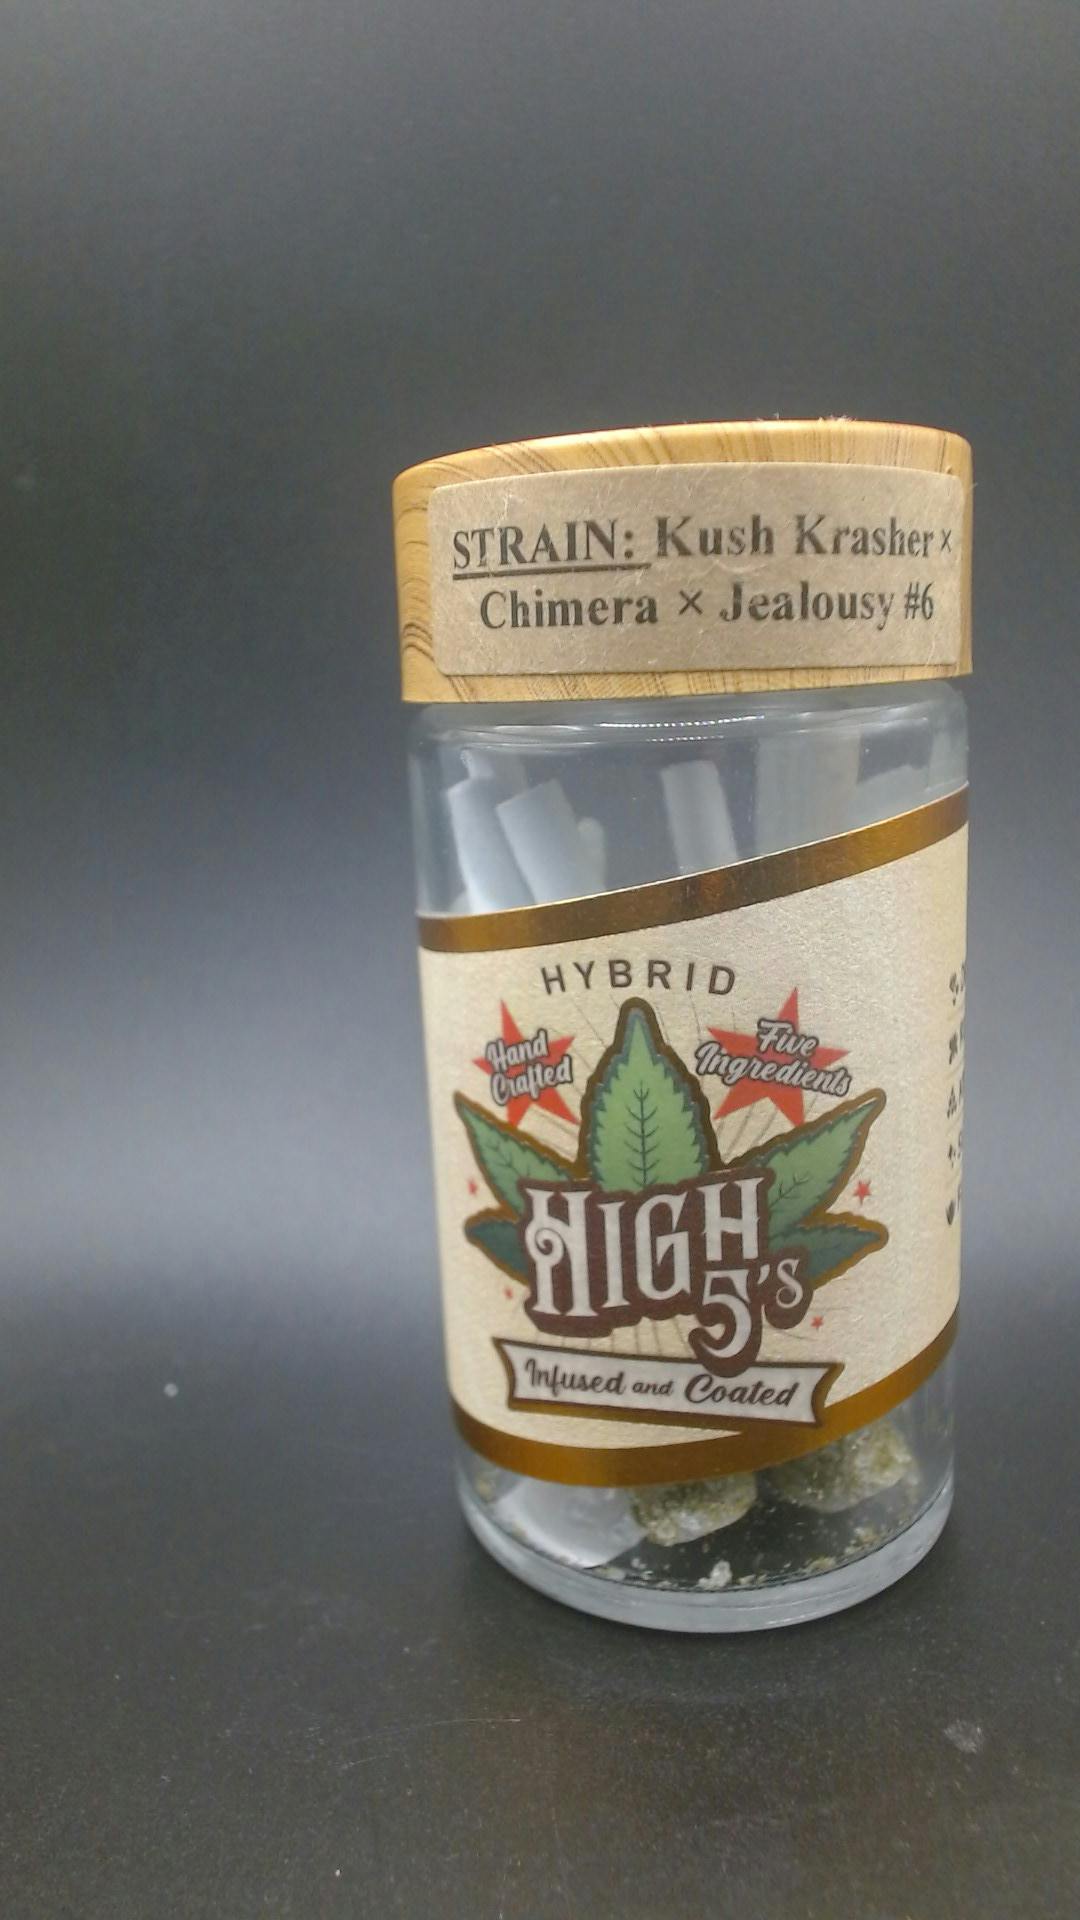 STRAIN: Kush Krasher ×
Chimera × Jealousy #6
HYBRID
Hand
Crafted
Five
Ingredients
HIGH
5's
Infused and Coated